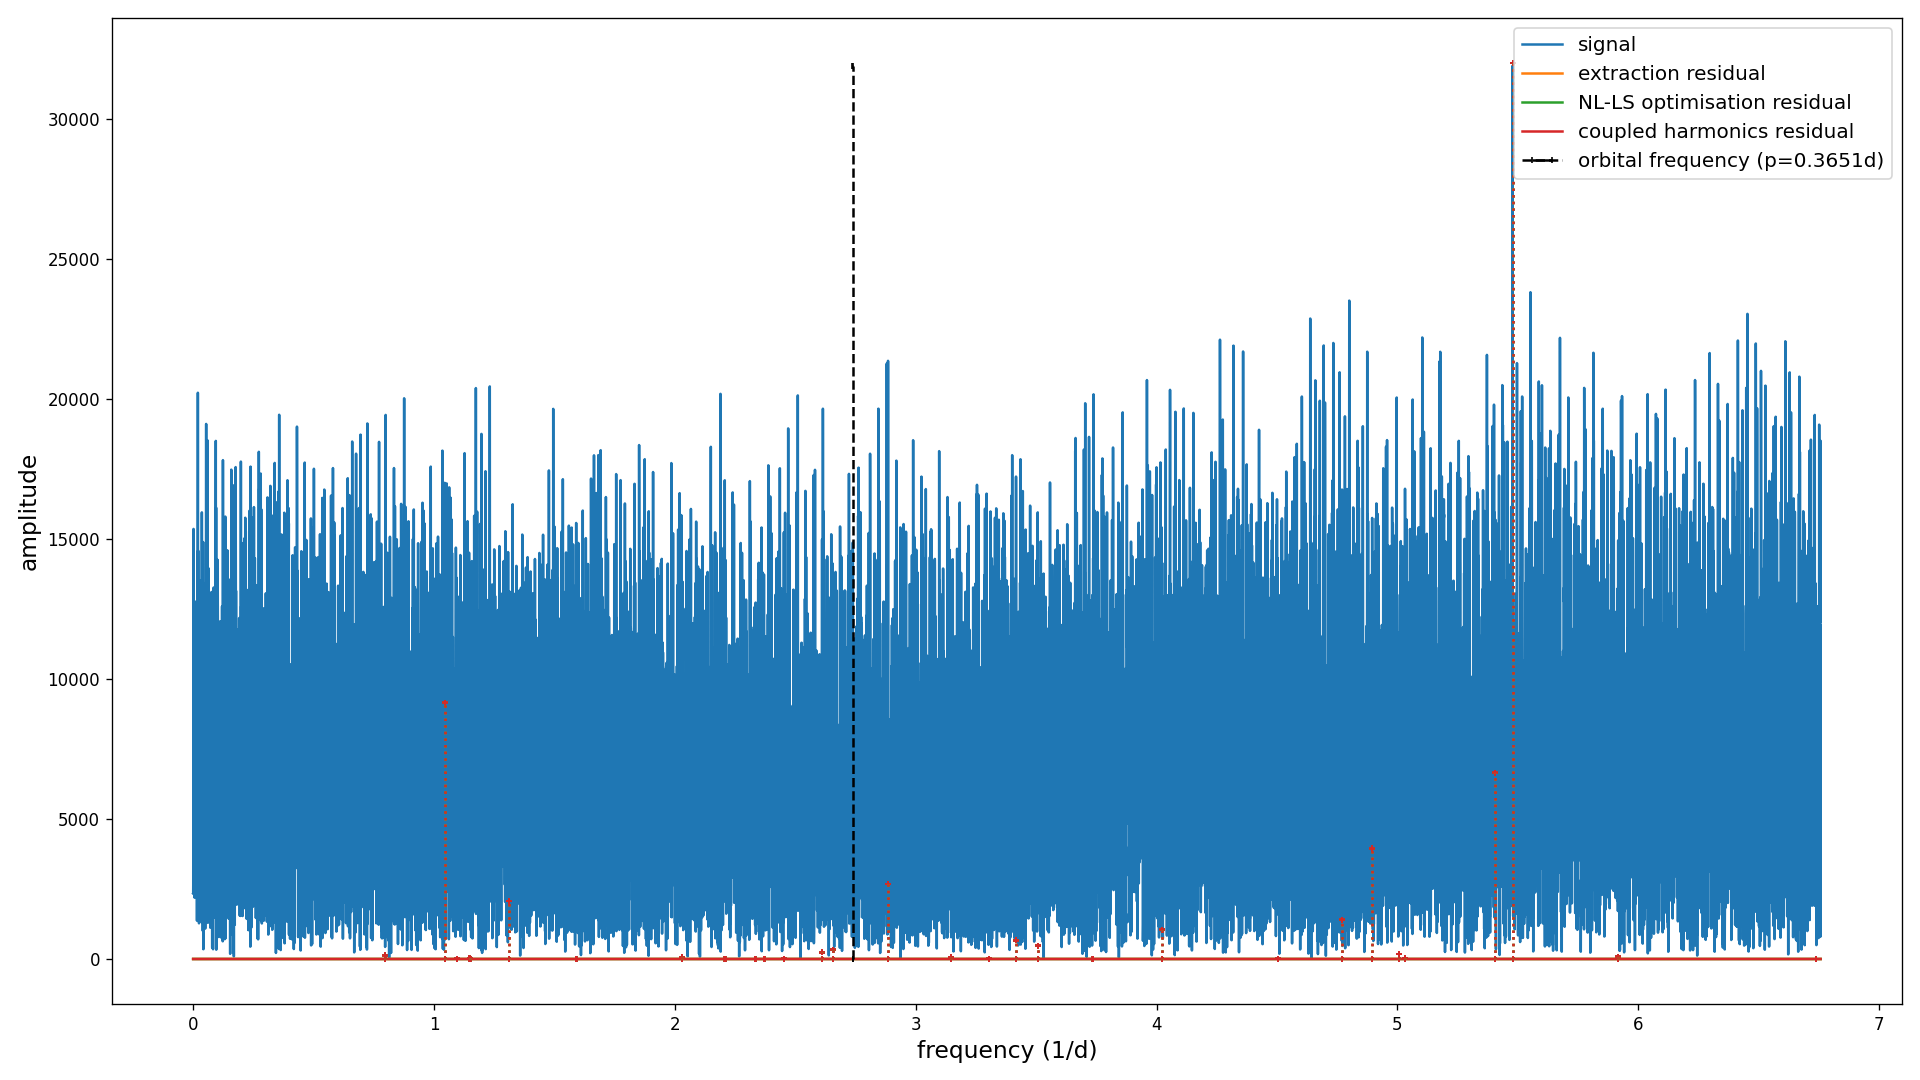 signal
extraction residual
NL-LS optimisation residual
coupled harmonics residual
orbital frequency (p=0.3651d)
amplitude
30000
25000
20000
15000
10000
5000
0
0 1 2 3 4 5 6 7
frequency (1/d)